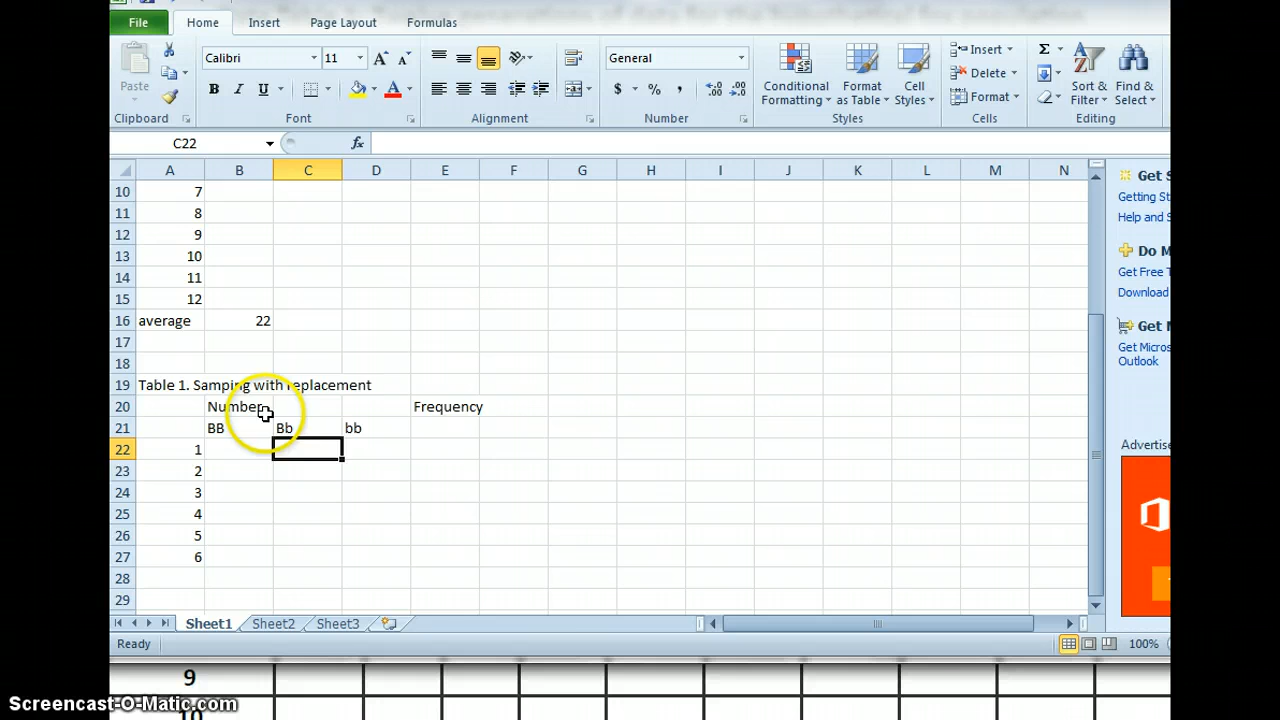 File Home Insert Page Layout Formulas
Calibri 11 General
Paste B I U $ % , Conditional Formatting Format as Table Cell Styles Insert Delete Format Σ Sort & Filter Find & Select
Clipboard Font Alignment Number Styles Cells Editing
C22 fx
A B C D E F G H I J K L M N
10 7
11 8
12 9
13 10
14 11
15 12
16 average 22
17
18
19 Table 1. Samping with replacement
20 Number Frequency
21 BB Bb bb
22 1
23 2
24 3
25 4
26 5
27 6
28
29
Get
Getting
Help and
Do
Get Free
Download
Get
Get Micros
Outlook
Advertise
Sheet1 Sheet2 Sheet3
Ready 100%
9
10
Screencast-O-Matic.com